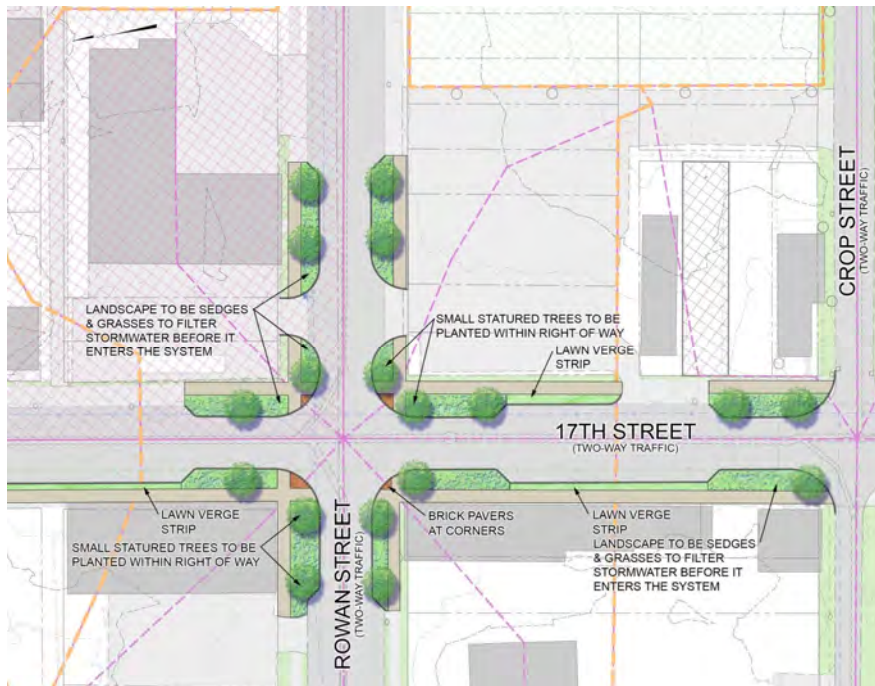 CROP STREET
(TWO-WAY TRAFFIC)
LANDSCAPE TO BE SEDGES
& GRASSES TO FILTER
STORMWATER BEFORE IT
ENTERS THE SYSTEM
SMALL STATURED TREES TO BE
PLANTED WITHIN RIGHT OF WAY
LAWN VERGE
STRIP
17TH STREET
(TWO-WAY TRAFFIC)
LAWN VERGE
STRIP
SMALL STATURED TREES TO BE
PLANTED WITHIN RIGHT OF WAY
ROWAN STREET
(TWO-WAY TRAFFIC)
BRICK PAVERS
AT CORNERS
LAWN VERGE
STRIP
LANDSCAPE TO BE SEDGES
& GRASSES TO FILTER
STORMWATER BEFORE IT
ENTERS THE SYSTEM